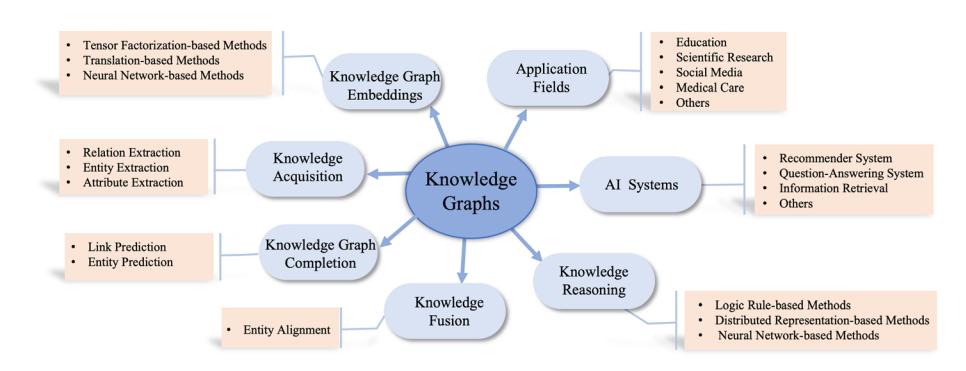 Knowledge
Graphs
Knowledge Graph
Embeddings
• Tensor Factorization-based Methods
• Translation-based Methods
• Neural Network-based Methods
Knowledge
Acquisition
• Relation Extraction
• Entity Extraction
• Attribute Extraction
Knowledge Graph
Completion
• Link Prediction
• Entity Prediction
Knowledge
Fusion
• Entity Alignment
Application
Fields
• Education
• Scientific Research
• Social Media
• Medical Care
• Others
AI Systems
• Recommender System
• Question-Answering System
• Information Retrieval
• Others
Knowledge
Reasoning
• Logic Rule-based Methods
• Distributed Representation-based Methods
• Neural Network-based Methods